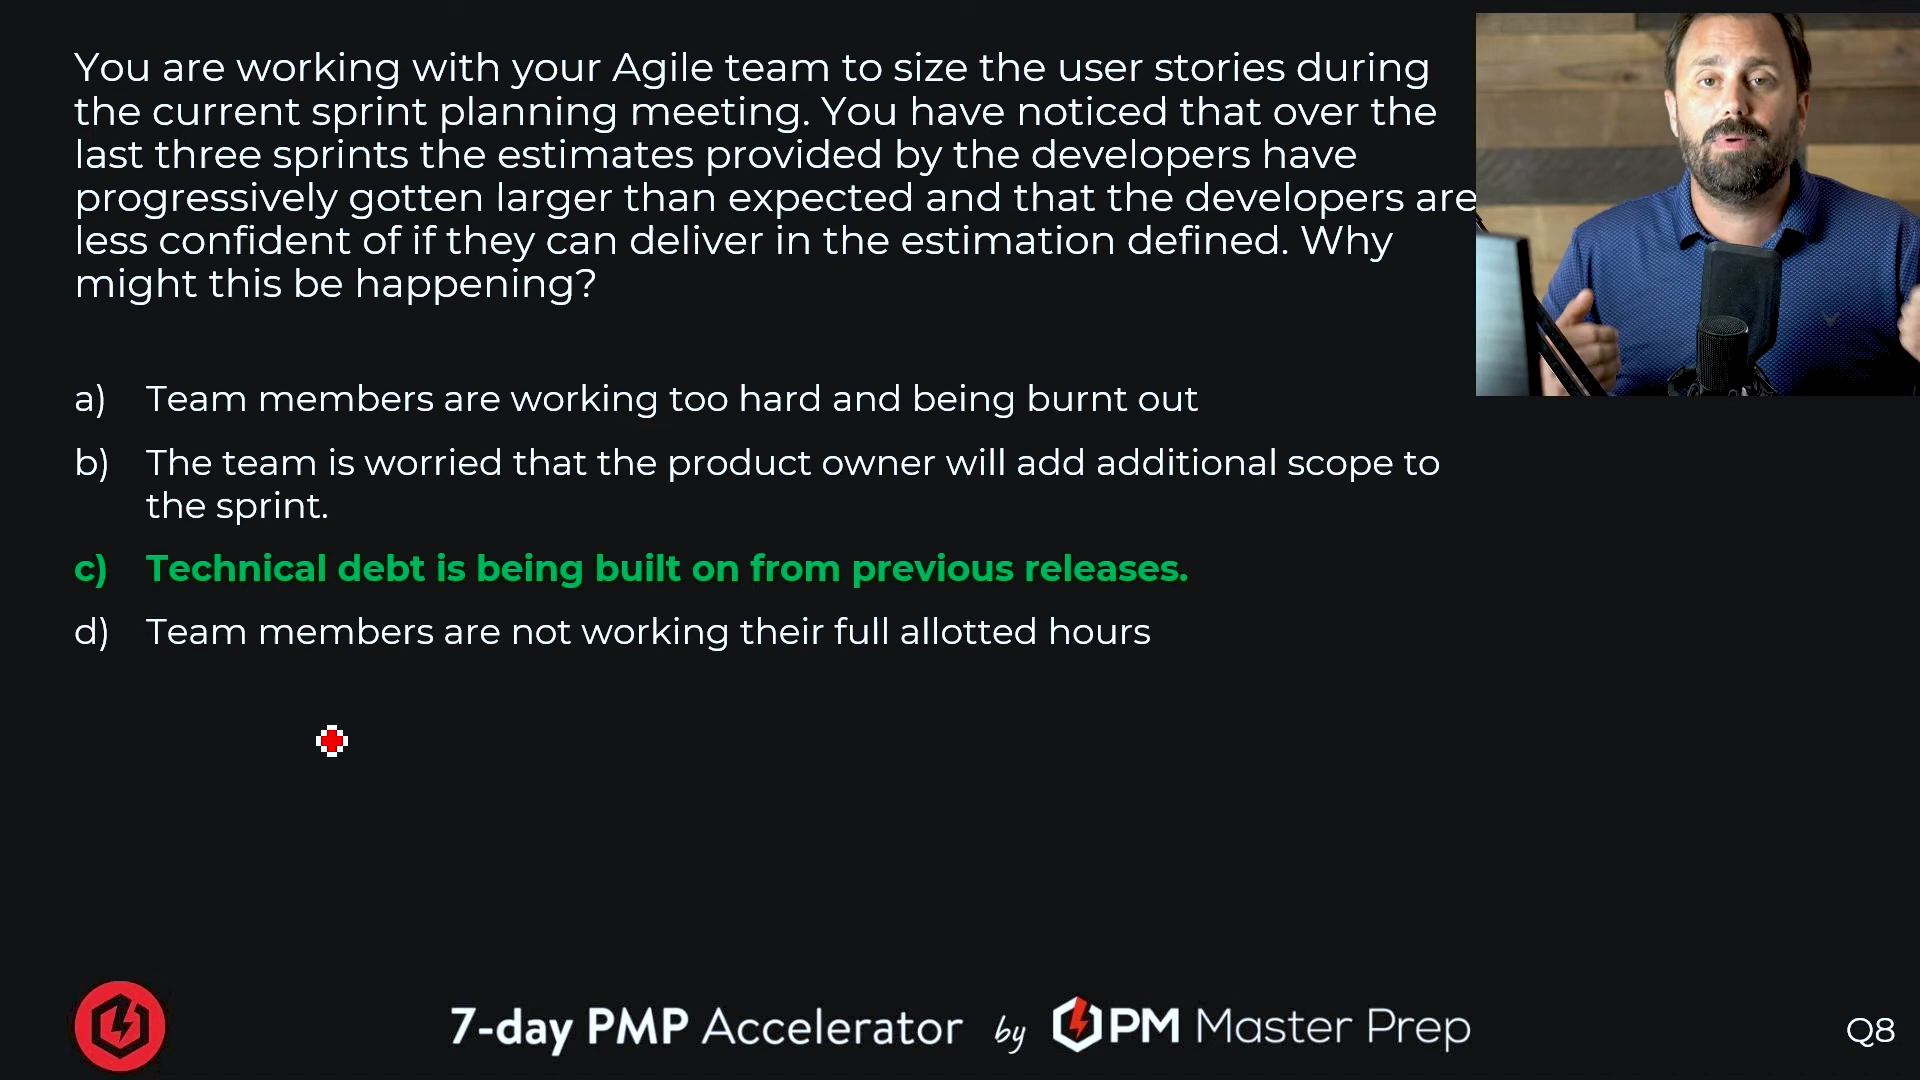 You are working with your Agile team to size the user stories during
the current sprint planning meeting. You have noticed that over the
last three sprints the estimates provided by the developers have
progressively gotten larger than expected and that the developers are
less confident of if they can deliver in the estimation defined. Why
might this be happening?
a) Team members are working too hard and being burnt out
b) The team is worried that the product owner will add additional scope to
the sprint.
c) Technical debt is being built on from previous releases.
d) Team members are not working their full allotted hours
7-day PMP Accelerator by PM Master Prep
Q8